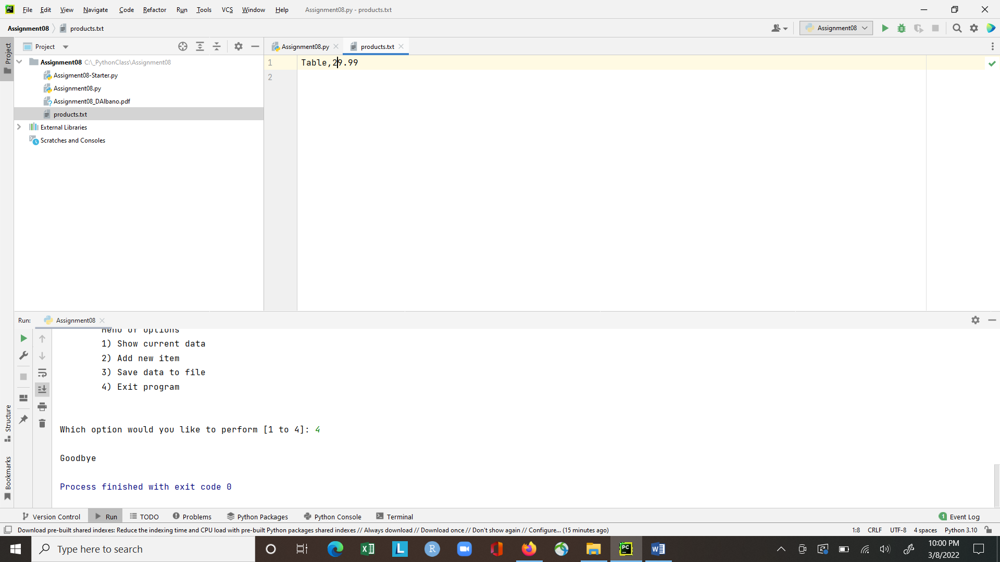 File Edit View Navigate Code Refactor Run Tools VCS Window Help Assignment08.py - products.txt
Assignment08 products.txt Assignment08
Project Project Assignment08.py products.txt
Assignment08 C:\_PythonClass\Assignment08 1 Table,29.99
Assigment08-Starter.py 2
Assignment08.py
Assignment08_DAlbano.pdf
products.txt
External Libraries
Scratches and Consoles
Run: Assignment08
Menu of Options
1) Show current data
2) Add new item
3) Save data to file
4) Exit program
Which option would you like to perform [1 to 4]: 4
Structure
Goodbye
Bookmarks
Process finished with exit code 0
Version Control Run TODO Problems Python Packages Python Console Terminal 1 Event Log
Download pre-built shared indexes: Reduce the indexing time and CPU load with pre-built Python packages shared indexes // Always download // Download once // Don't show again // Configure... (15 minutes ago) 1:8 CRLF UTF-8 4 spaces Python 3.10
Type here to search 10:00 PM
3/8/2022